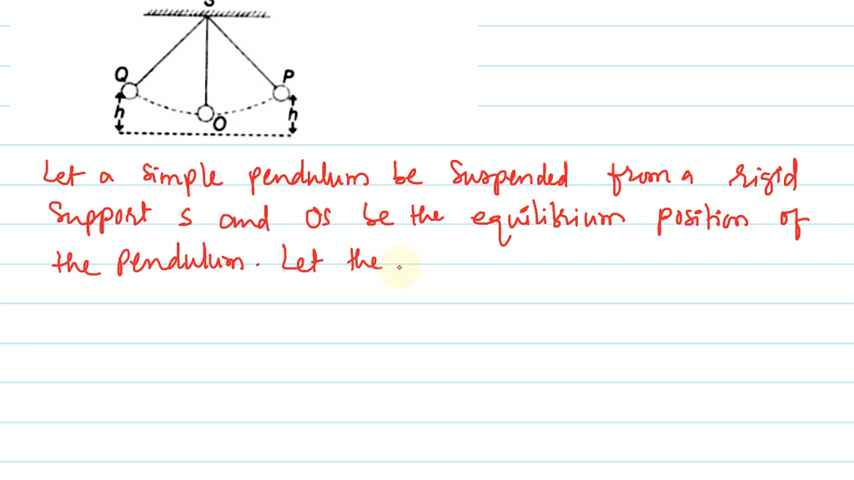 S
Q
P
h
h
O
Let a simple pendulum be suspended from a rigid
Support S and OS be the equilibrium position of
the pendulum. Let the